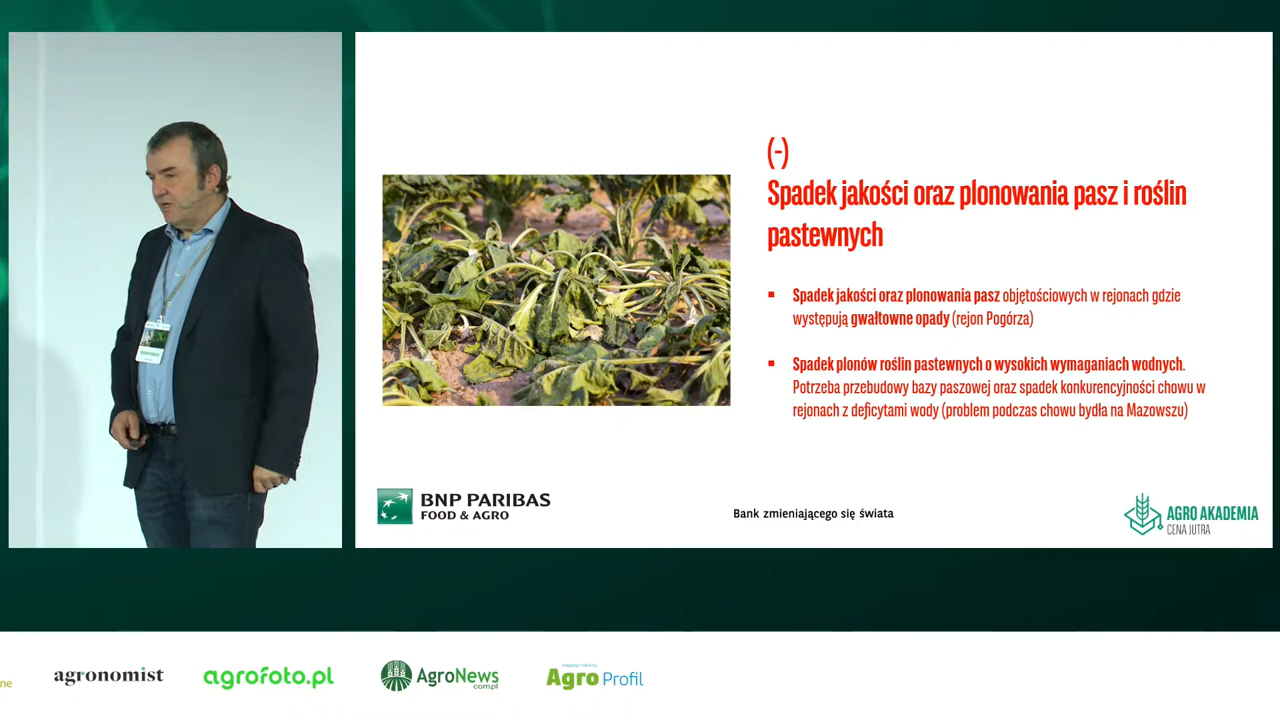 (-)
Spadek jakości oraz plonowania pasz i roślin
pastewnych
▪ Spadek jakości oraz plonowania pasz objętościowych w rejonach gdzie
występują gwałtowne opady (rejon Pogórza)
▪ Spadek plonów roślin pastewnych o wysokich wymaganiach wodnych.
Potrzeba przebudowy bazy paszowej oraz spadek konkurencyjności chowu w
rejonach z deficytami wody (problem podczas chowu bydła na Mazowszu)
BNP PARIBAS
FOOD & AGRO
Bank zmieniającego się świata
AGRO AKADEMIA
CENA JUTRA
ne
agronomist
agrofoto.pl
AgroNews
com.pl
Agro Profil